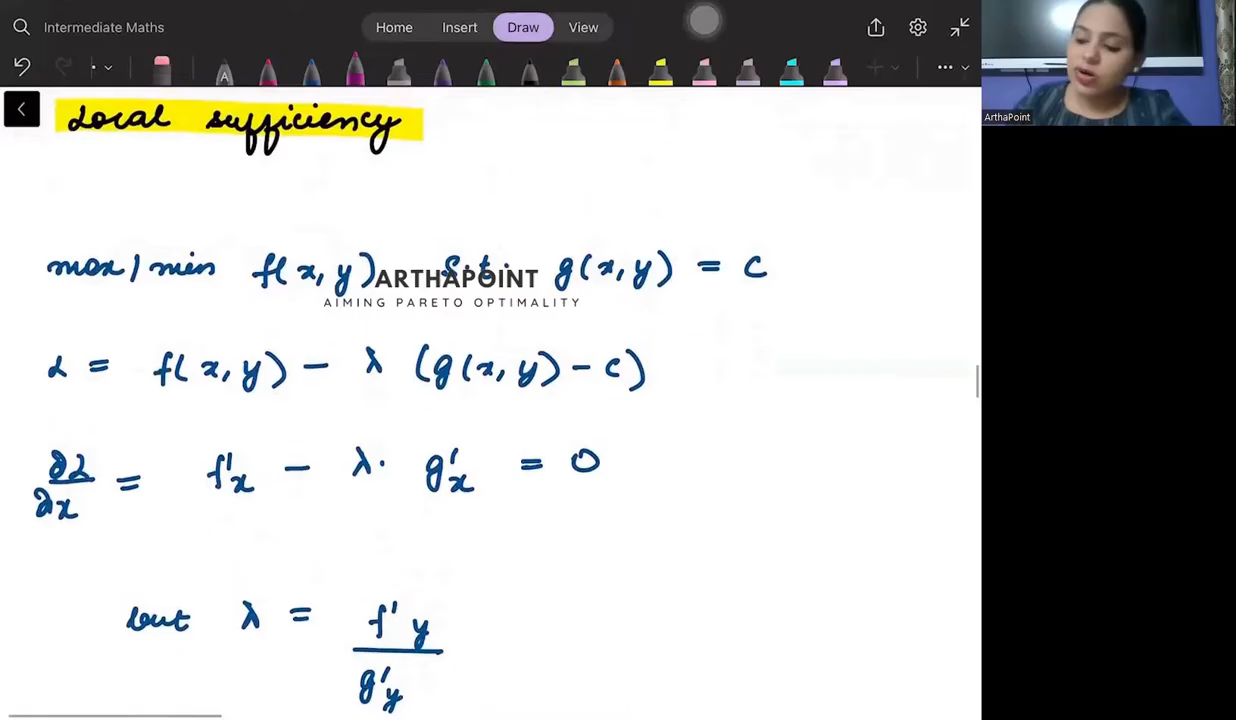 Intermediate Maths
Home Insert Draw View
A
ArthaPoint
Local sufficiency
max/min f(x, y) s.t. g(x, y) = c
ARTHAPOINT
AIMING PARETO OPTIMALITY
L = f(x, y) − λ (g(x, y) − c)
∂L/∂x = f'x − λ. g'x = 0
but λ = f'y / g'y